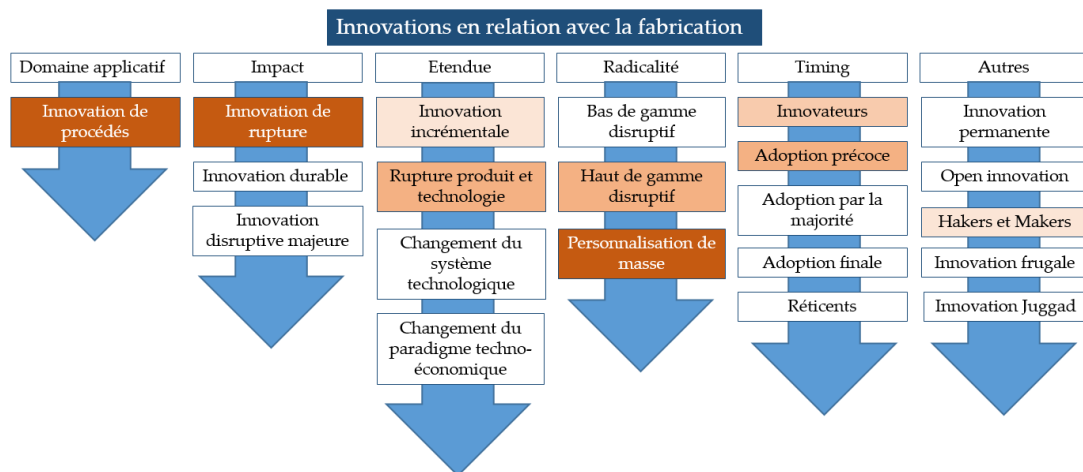 Innovations en relation avec la fabrication
Domaine applicatif
Innovation de
procédés
Impact
Innovation de
rupture
Innovation durable
Innovation
disruptive majeure
Etendue
Innovation
incrémentale
Rupture produit et
technologie
Changement du
système
technologique
Changement du
paradigme techno-
économique
Radicalité
Bas de gamme
disruptif
Haut de gamme
disruptif
Personnalisation de
masse
Timing
Innovateurs
Adoption précoce
Adoption par la
majorité
Adoption finale
Réticents
Autres
Innovation
permanente
Open innovation
Hakers et Makers
Innovation frugale
Innovation Juggad